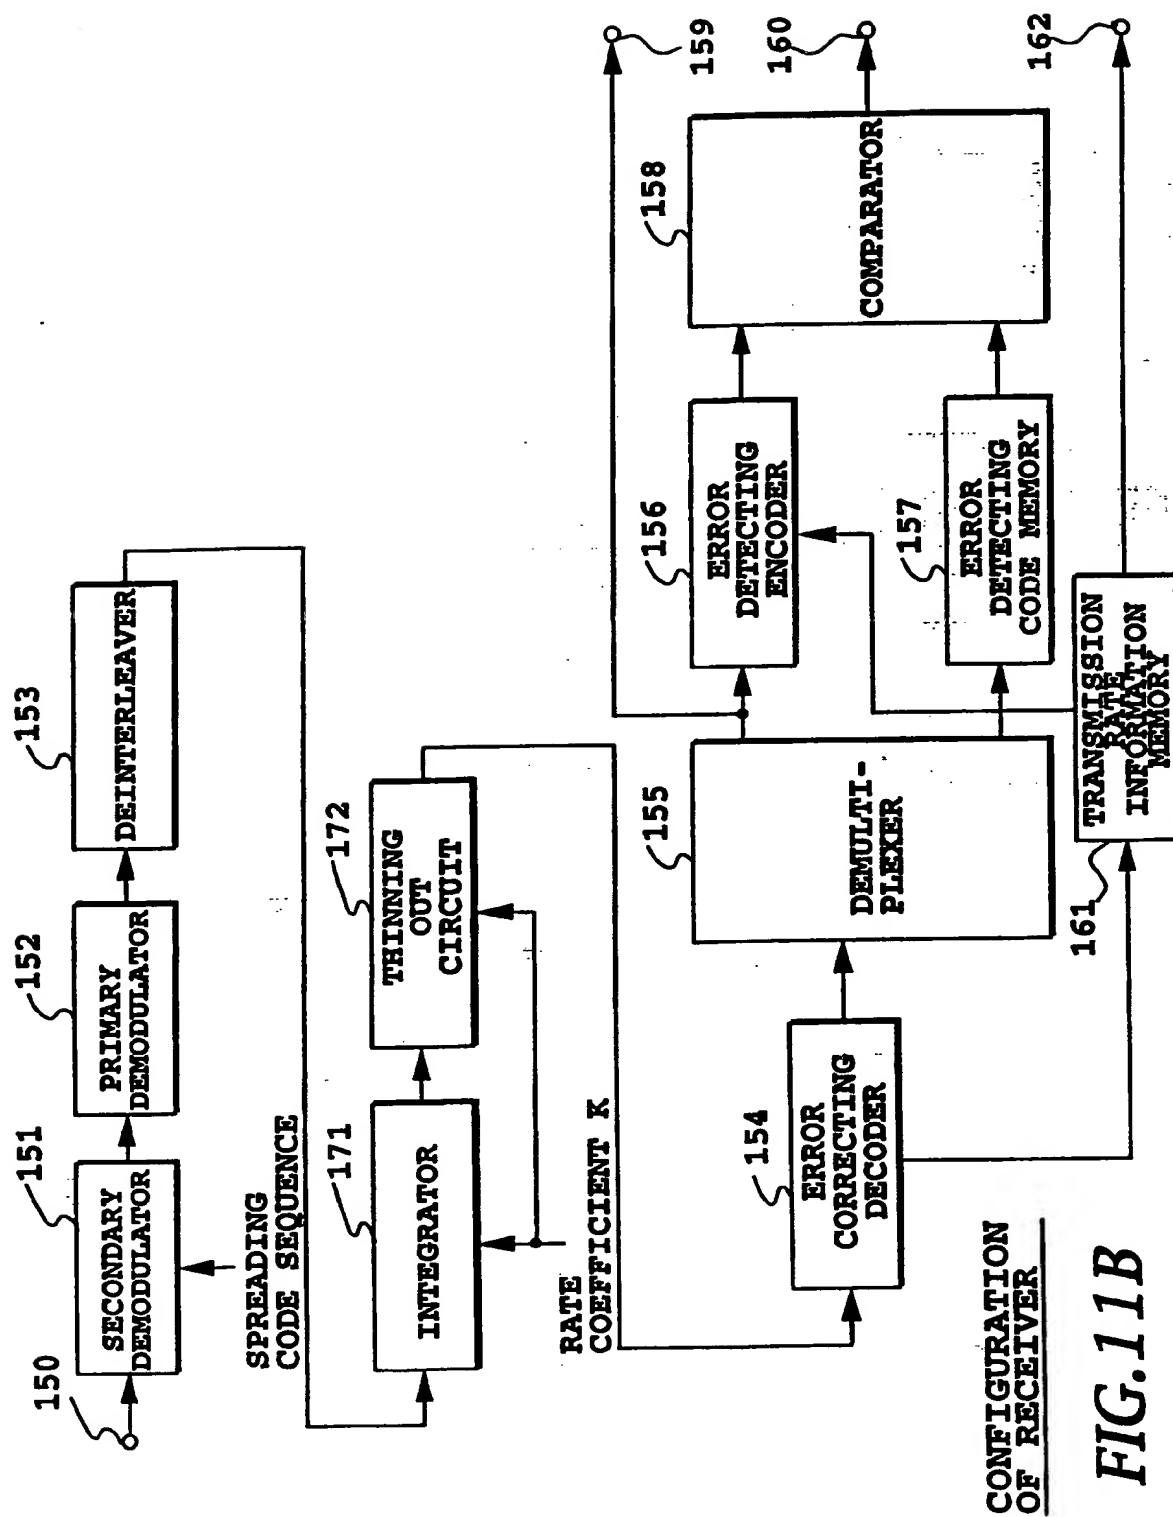 150
151
SECONDARY
DEMODULATOR
SPREADING
CODE SEQUENCE
152
PRIMARY
DEMODULATOR
153
DEINTERLEAVER
171
INTEGRATOR
172
THINNING
OUT
CIRCUIT
RATE
COEFFICIENT K
154
ERROR
CORRECTING
DECODER
155
DEMULTI-
PLEXER
156
ERROR
DETECTING
ENCODER
157
ERROR
DETECTING
CODE MEMORY
158
COMPARATOR
159
160
161
TRANSMISSION
RATE
INFORMATION
MEMORY
162
CONFIGURATION
OF RECEIVER
FIG.11B